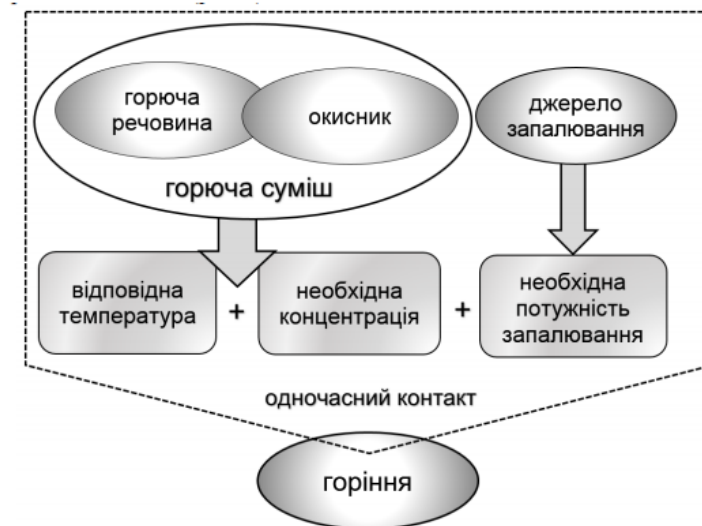 горюча
речовина
окисник
джерело
запалювання
горюча суміш
відповідна
температура
+
необхідна
концентрація
+
необхідна
потужність
запалювання
одночасний контакт
горіння